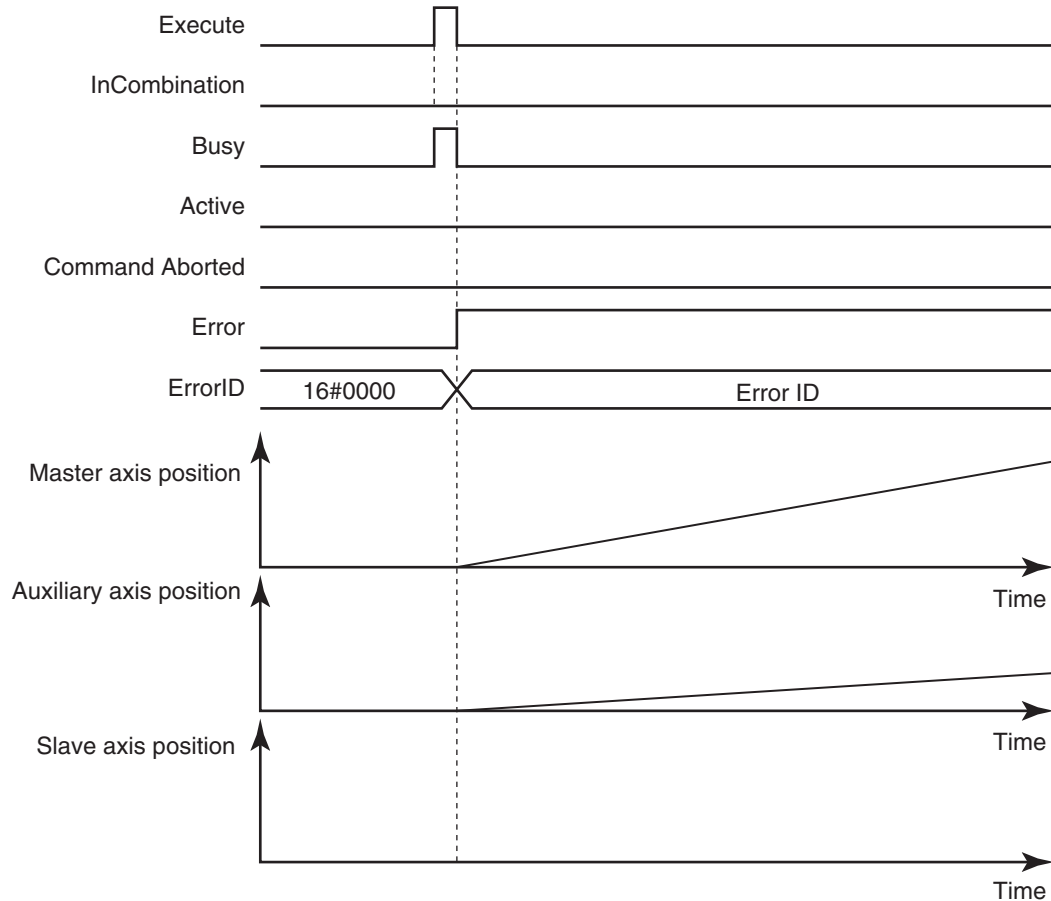 Execute
InCombination
Busy
Active
Command Aborted
Error
ErrorID
16#0000
Error ID
Master axis position
Time
Auxiliary axis position
Time
Slave axis position
Time